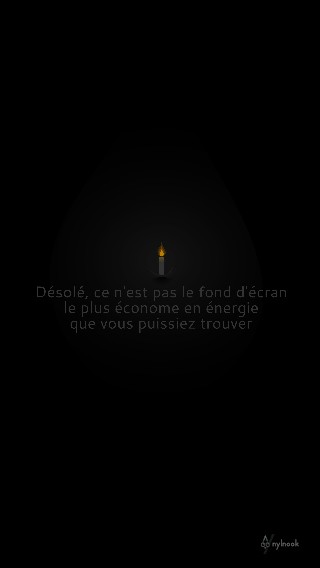 Désolé, ce n'est pas le fond d'écran
le plus économe en énergie
que vous puissiez trouver
nylnook